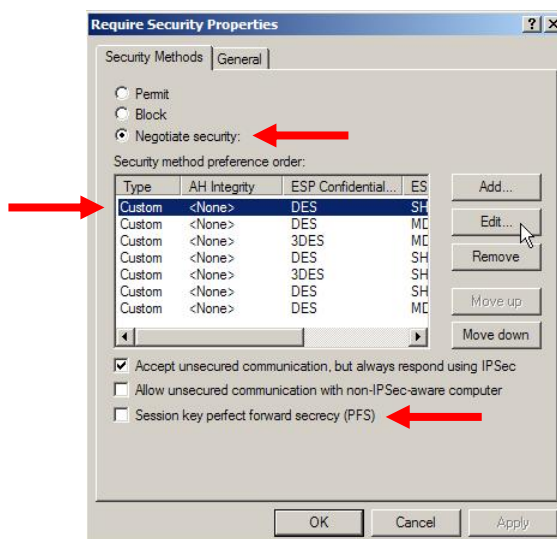 Require Security Properties
Security Methods General
Permit
Block
Negotiate security:
Security method preference order:
Type AH Integrity ESP Confidential... ES
Custom <None> DES SH
Custom <None> DES MD
Custom <None> 3DES MD
Custom <None> DES SH
Custom <None> 3DES SH
Custom <None> DES SH
Custom <None> DES MD
Add...
Edit...
Remove
Move up
Move down
Accept unsecured communication, but always respond using IPSec
Allow unsecured communication with non-IPSec-aware computer
Session key perfect forward secrecy (PFS)
OK Cancel Apply